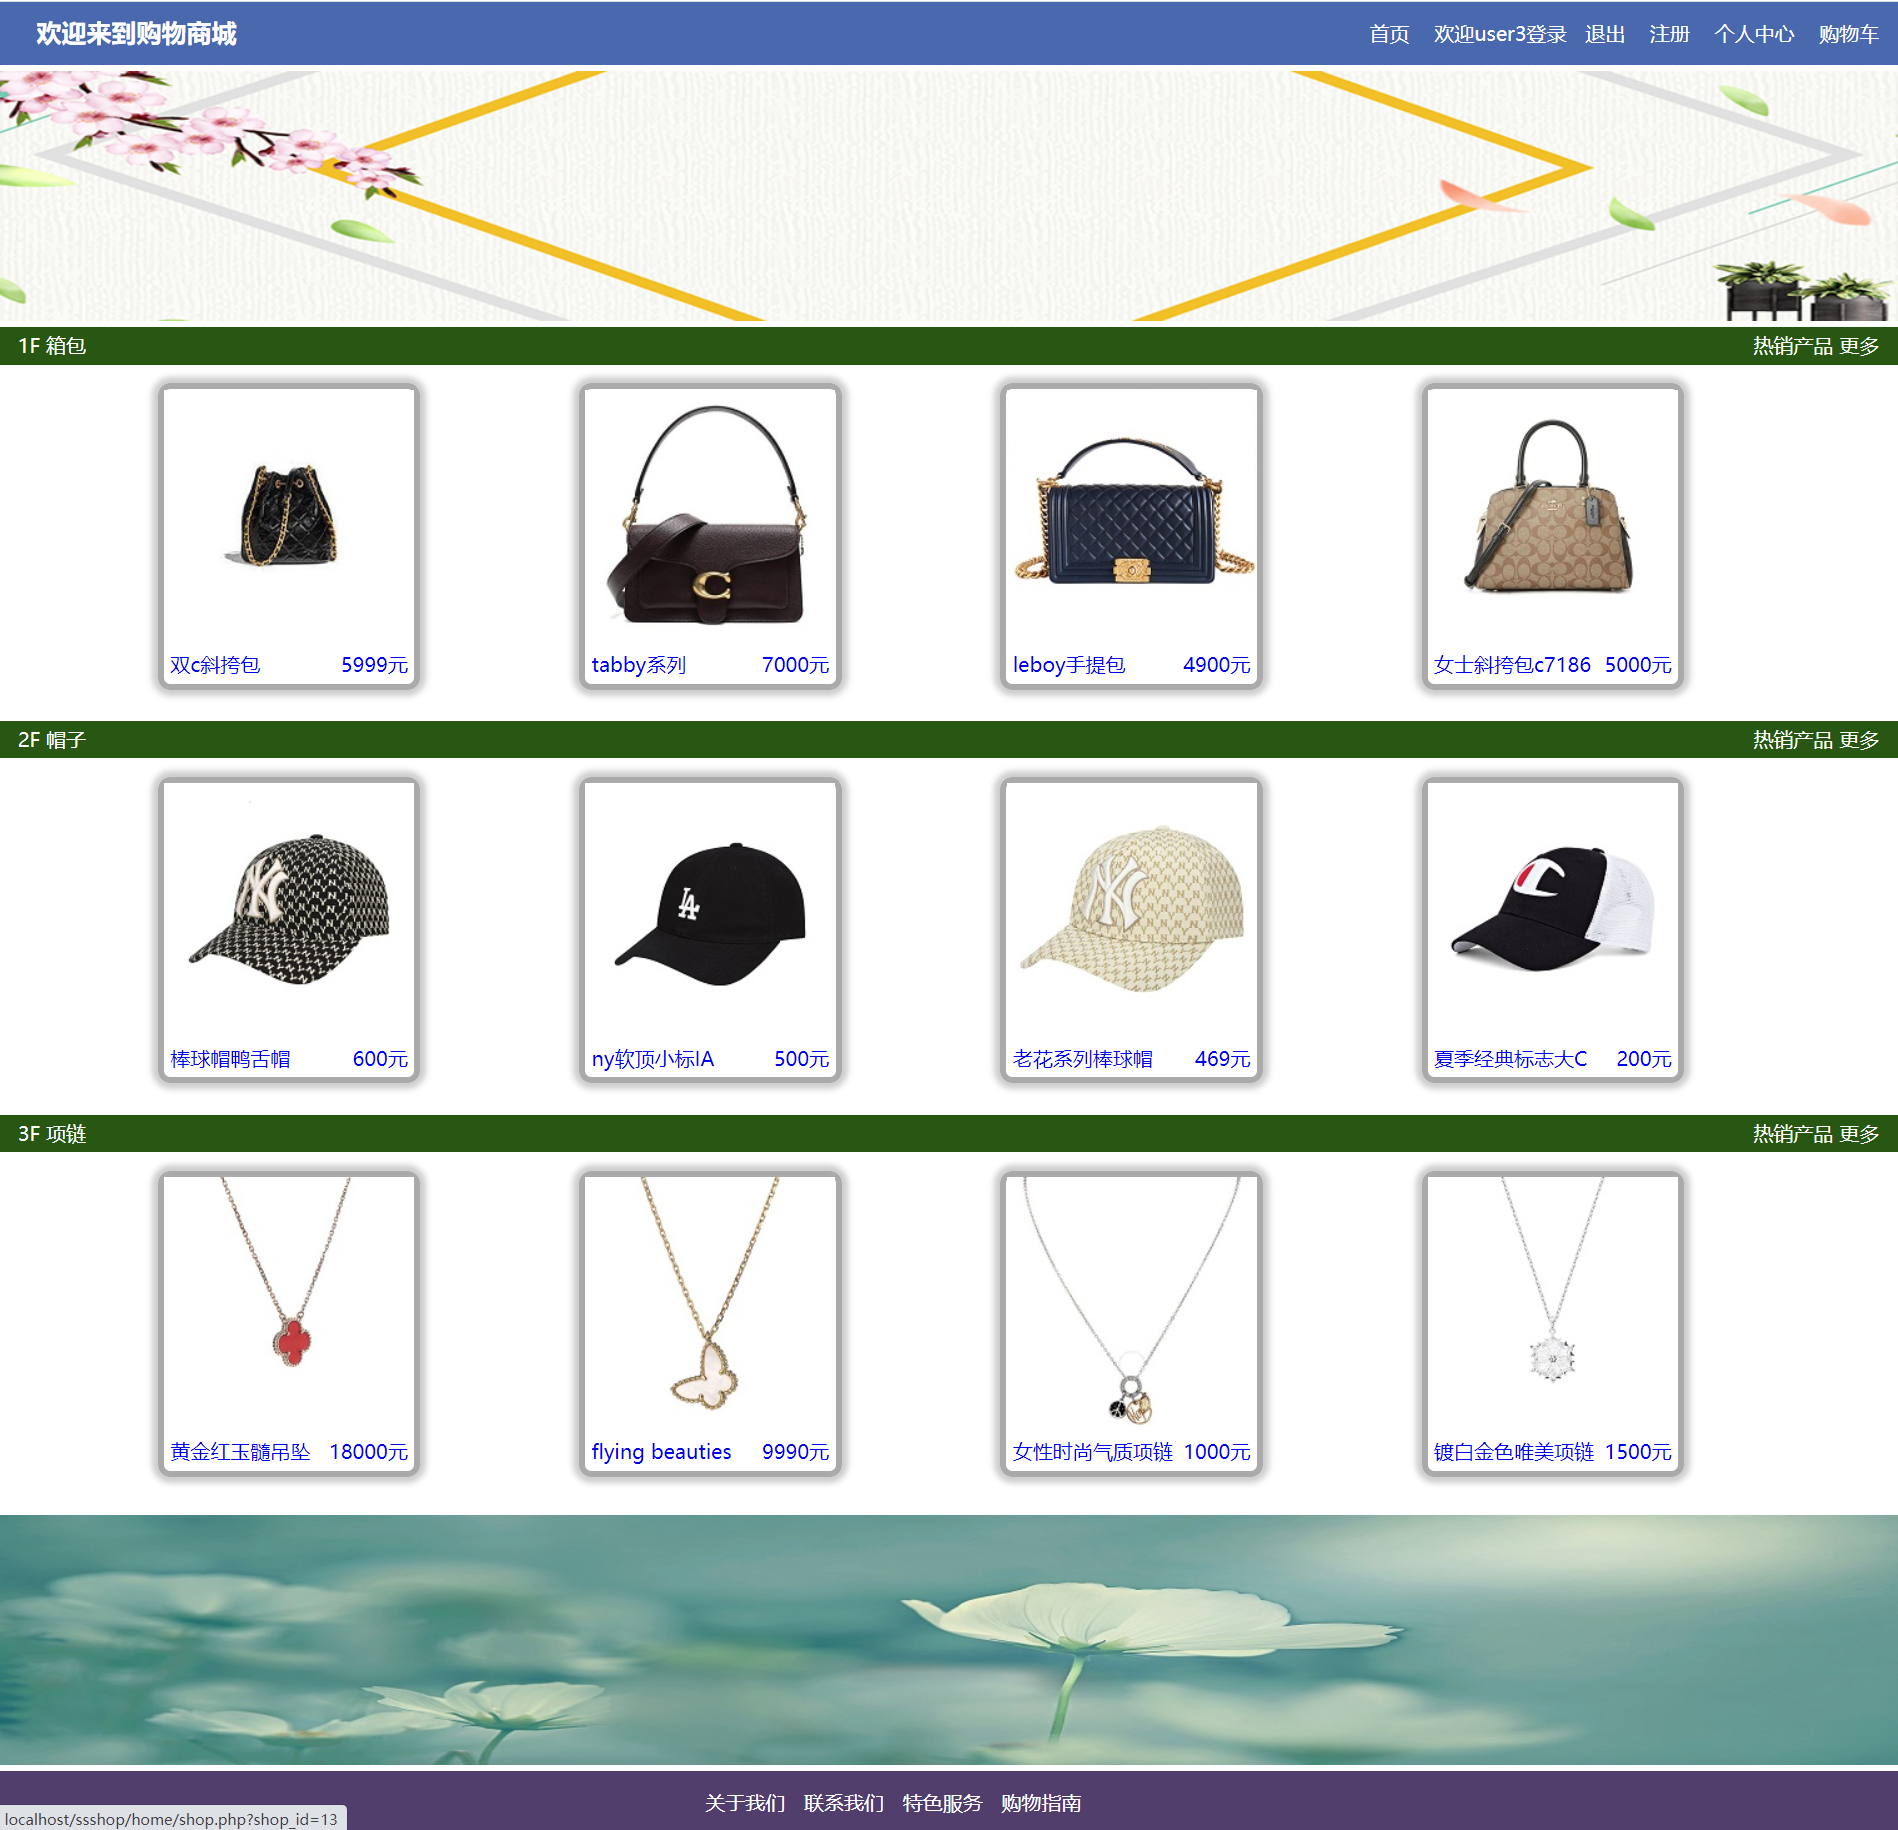 欢迎来到购物商城
首页 欢迎user3登录 退出 注册 个人中心 购物车
1F 箱包 热销产品 更多
双c斜挎包 5999元
tabby系列 7000元
leboy手提包 4900元
女士斜挎包c7186 5000元
2F 帽子 热销产品 更多
棒球帽鸭舌帽 600元
ny软顶小标lA 500元
老花系列棒球帽 469元
夏季经典标志大C 200元
3F 项链 热销产品 更多
黄金红玉髓吊坠 18000元
flying beauties 9990元
女性时尚气质项链 1000元
镀白金色唯美项链 1500元
关于我们 联系我们 特色服务 购物指南
localhost/ssshop/home/shop.php?shop_id=13